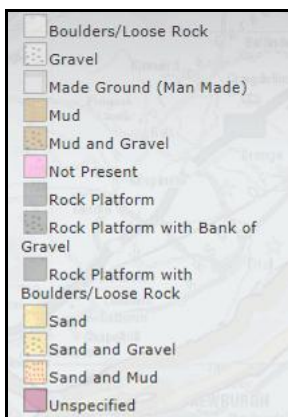 Boulders/Loose Rock
Gravel
Made Ground (Man Made)
Mud
Mud and Gravel
Not Present
Rock Platform
Rock Platform with Bank of
Gravel
Rock Platform with
Boulders/Loose Rock
Sand
Sand and Gravel
Sand and Mud
Unspecified
NEWBURGH